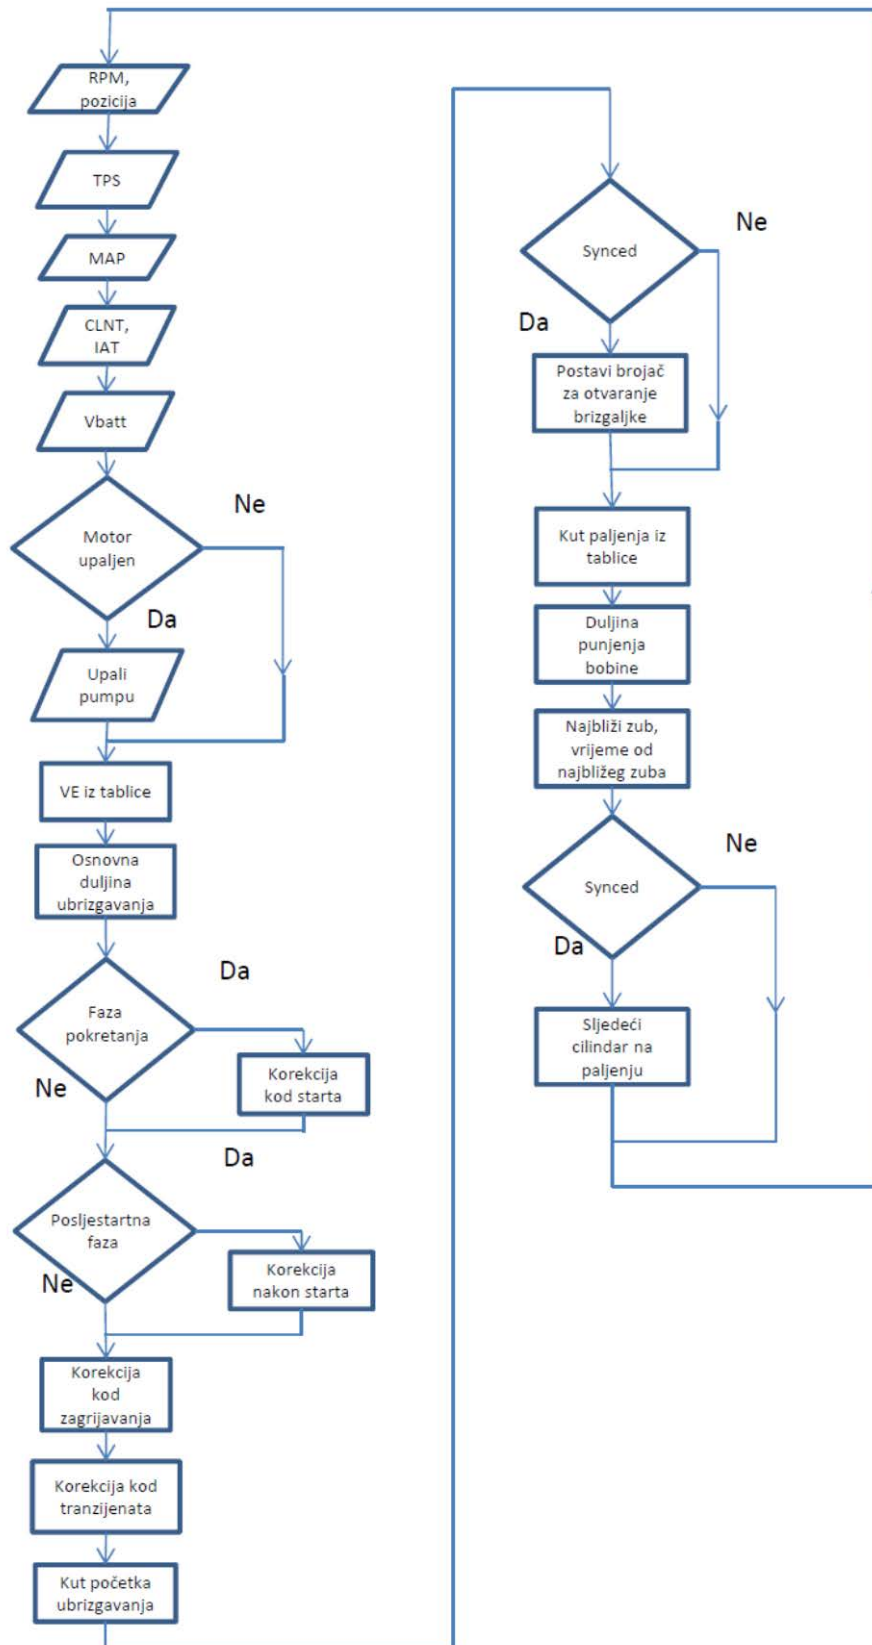 RPM,
pozicija
TPS
MAP
CLNT,
IAT
Vbatt
Motor
upaljen
Ne
Da
Upali
pumpu
VE iz tablice
Osnovna
duljina
ubrizgavanja
Faza
pokretanja
Da
Ne
Korekcija
kod starta
Posljestartna
faza
Da
Ne
Korekcija
nakon starta
Korekcija
kod
zagrijavanja
Korekcija kod
tranzijenata
Kut početka
ubrizgavanja
Synced
Ne
Da
Postavi brojač
za otvaranje
brizgaljke
Kut paljenja iz
tablice
Duljina
punjenja
bobine
Najbliži zub,
vrijeme od
najbližeg zuba
Synced
Ne
Da
Sljedeći
cilindar na
paljenju